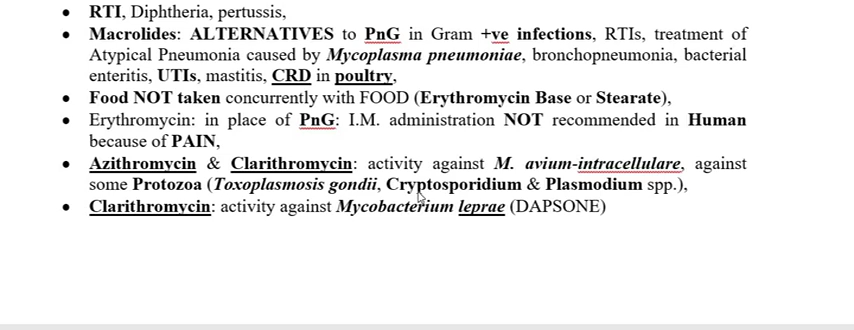 • RTI, Diphtheria, pertussis,
• Macrolides: ALTERNATIVES to PnG in Gram +ve infections, RTIs, treatment of
Atypical Pneumonia caused by Mycoplasma pneumoniae, bronchopneumonia, bacterial
enteritis, UTIs, mastitis, CRD in poultry,
• Food NOT taken concurrently with FOOD (Erythromycin Base or Stearate),
• Erythromycin: in place of PnG: I.M. administration NOT recommended in Human
because of PAIN,
• Azithromycin & Clarithromycin: activity against M. avium-intracellulare, against
some Protozoa (Toxoplasmosis gondii, Cryptosporidium & Plasmodium spp.),
• Clarithromycin: activity against Mycobacterium leprae (DAPSONE)